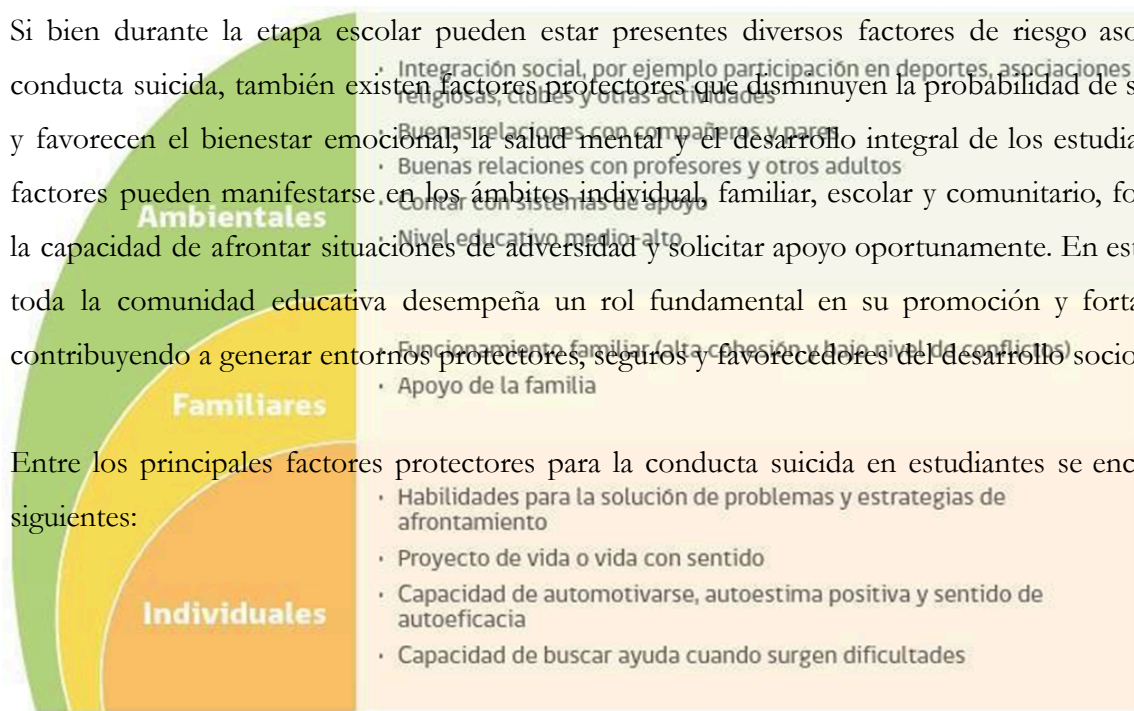 Si bien durante la etapa escolar pueden estar presentes diversos factores de riesgo aso
conducta suicida, también existen factores protectores que disminuyen la probabilidad de s
y favorecen el bienestar emocional, la salud mental y el desarrollo integral de los estudia
factores pueden manifestarse en los ámbitos individual, familiar, escolar y comunitario, fo
la capacidad de afrontar situaciones de adversidad y solicitar apoyo oportunamente. En est
toda la comunidad educativa desempeña un rol fundamental en su promoción y forta
contribuyendo a generar entornos protectores, seguros y favorecedores del desarrollo socio
Entre los principales factores protectores para la conducta suicida en estudiantes se enc
siguientes:
Ambientales
· Integración social, por ejemplo participación en deportes, asociaciones
religiosas, clubes y otras actividades
· Buenas relaciones con compañeros y pares
· Buenas relaciones con profesores y otros adultos
· Contar con sistemas de apoyo
· Nivel educativo medio-alto
Familiares
· Funcionamiento familiar (alta cohesión y bajo nivel de conflictos)
· Apoyo de la familia
Individuales
· Habilidades para la solución de problemas y estrategias de
afrontamiento
· Proyecto de vida o vida con sentido
· Capacidad de automotivarse, autoestima positiva y sentido de
autoeficacia
· Capacidad de buscar ayuda cuando surgen dificultades